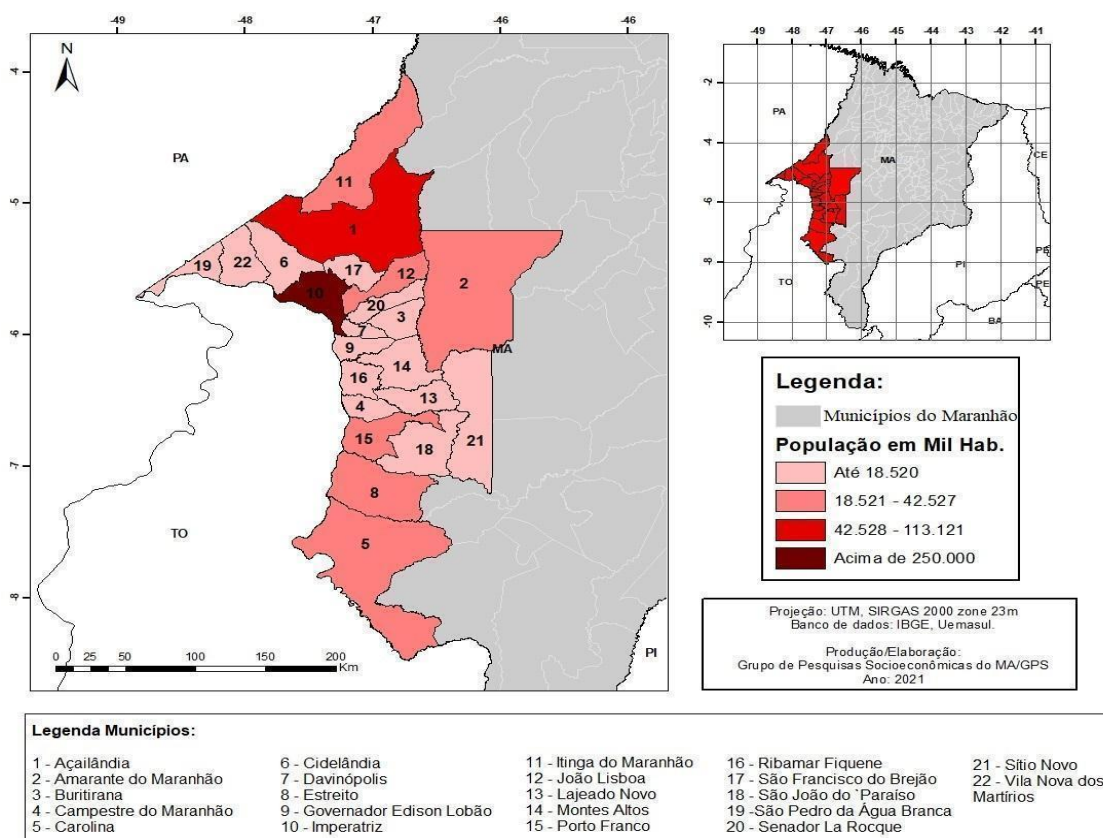 -49 -48 -47 -46 -46
N
-4
-5
-6
-7
-8
PA
TO
MA
PI
11
1
19
22
6
17
12
10
20
2
3
7
9
14
16
13
4
15
18
21
8
5
0 25 50 100 150 200
Km
-49 -48 -47 -46 -45 -44 -43 -42 -41
-2
-4
-6
-8
-10
PA
MA
CE
TO
PI
PE
PE
BA
Legenda:
Municípios do Maranhão
População em Mil Hab.
Até 18.520
18.521 - 42.527
42.528 - 113.121
Acima de 250.000
Projeção: UTM, SIRGAS 2000 zone 23m
Banco de dados: IBGE, Uemasul.
Produção/Elaboração:
Grupo de Pesquisas Socioeconômicas do MA/GPS
Ano: 2021
Legenda Municípios:
1 - Açailândia
2 - Amarante do Maranhão
3 - Buritirana
4 - Campestre do Maranhão
5 - Carolina
6 - Cidelândia
7 - Davinópolis
8 - Estreito
9 - Governador Edison Lobão
10 - Imperatriz
11 - Itinga do Maranhão
12 - João Lisboa
13 - Lajeado Novo
14 - Montes Altos
15 - Porto Franco
16 - Ribamar Fiquene
17 - São Francisco do Brejão
18 - São João do `Paraíso
19 -São Pedro da Água Branca
20 - Senador La Rocque
21 - Sítio Novo
22 - Vila Nova dos
Martírios